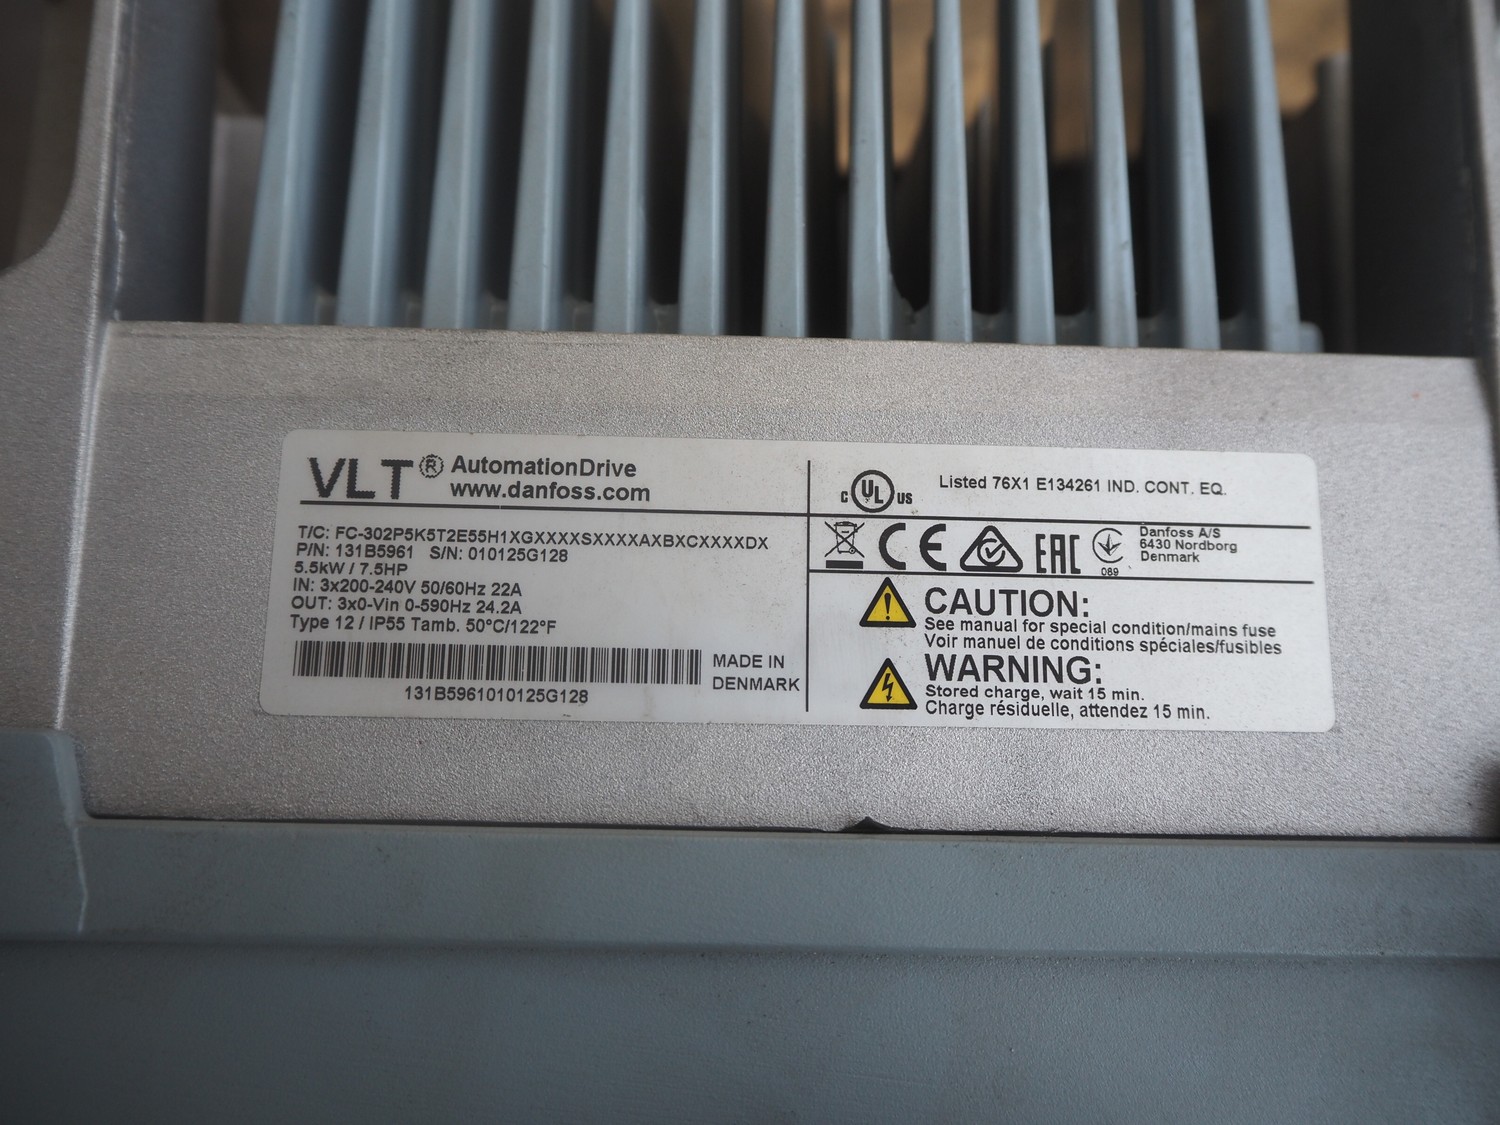 VLT® AutomationDrive
www.danfoss.com
T/C: FC-302P5K5T2E55H1XGXXXXSXXXXAXBXCXXXXDX
P/N: 131B5961 S/N: 010125G128
5.5kW / 7.5HP
IN: 3x200-240V 50/60Hz 22A
OUT: 3x0-Vin 0-590Hz 24.2A
Type 12 / IP55 Tamb. 50°C/122°F
MADE IN
DENMARK
131B5961010125G128
C UL US Listed 76X1 E134261 IND. CONT. EQ.
CE EAC 089
Danfoss A/S
6430 Nordborg
Denmark
CAUTION:
See manual for special condition/mains fuse
Voir manuel de conditions spéciales/fusibles
WARNING:
Stored charge, wait 15 min.
Charge résiduelle, attendez 15 min.